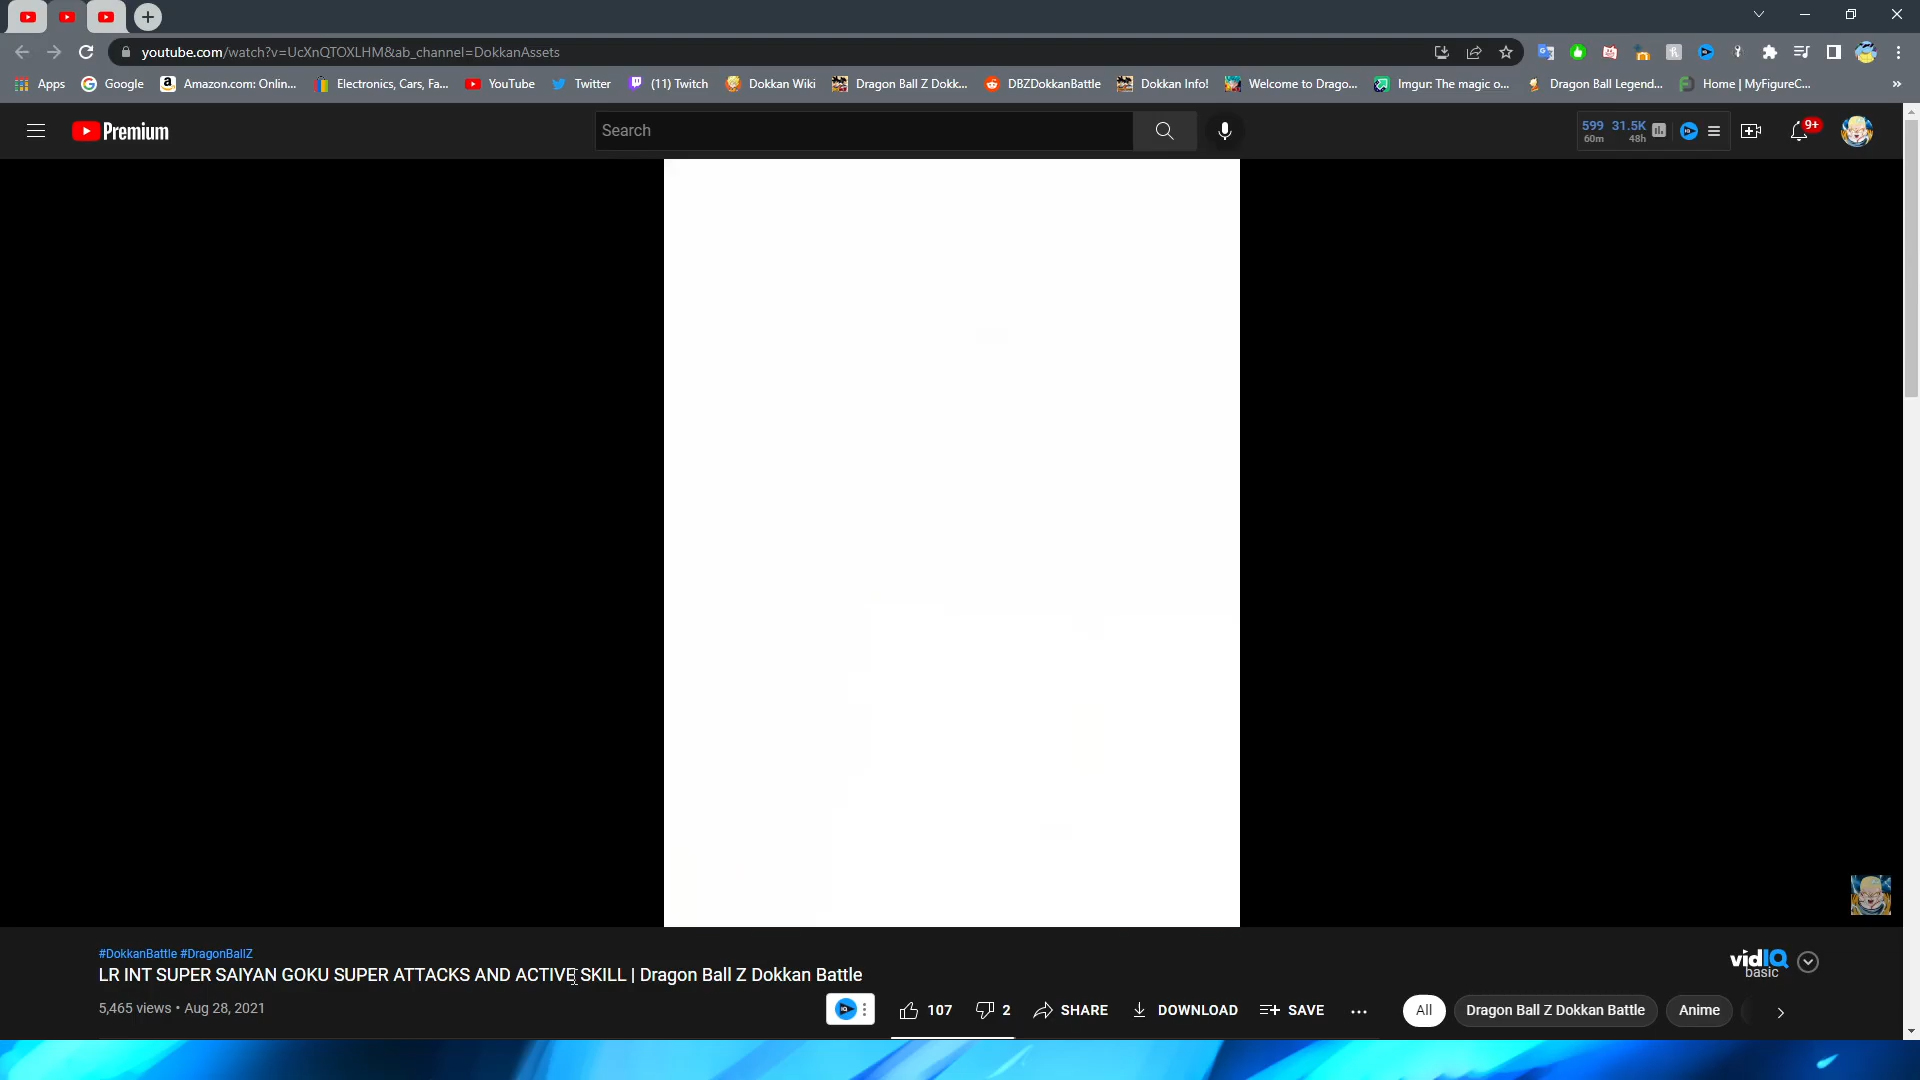 youtube.com/watch?v=UcXnQTOXLHM&ab_channel=DokkanAssets
Apps Google Amazon.com: Onlin... Electronics, Cars, Fa... YouTube Twitter (11) Twitch Dokkan Wiki Dragon Ball Z Dokk... DBZDokkanBattle Dokkan Info! Welcome to Drago... Imgur: The magic o... Dragon Ball Legend... Home | MyFigureC... »
Premium Search 599 31.5K 9+
60m 48h
#DokkanBattle #DragonBallZ
LR INT SUPER SAIYAN GOKU SUPER ATTACKS AND ACTIVE SKILL | Dragon Ball Z Dokkan Battle
vidIQ
basic
5,465 views • Aug 28, 2021
107 2 SHARE DOWNLOAD SAVE ... All Dragon Ball Z Dokkan Battle Anime